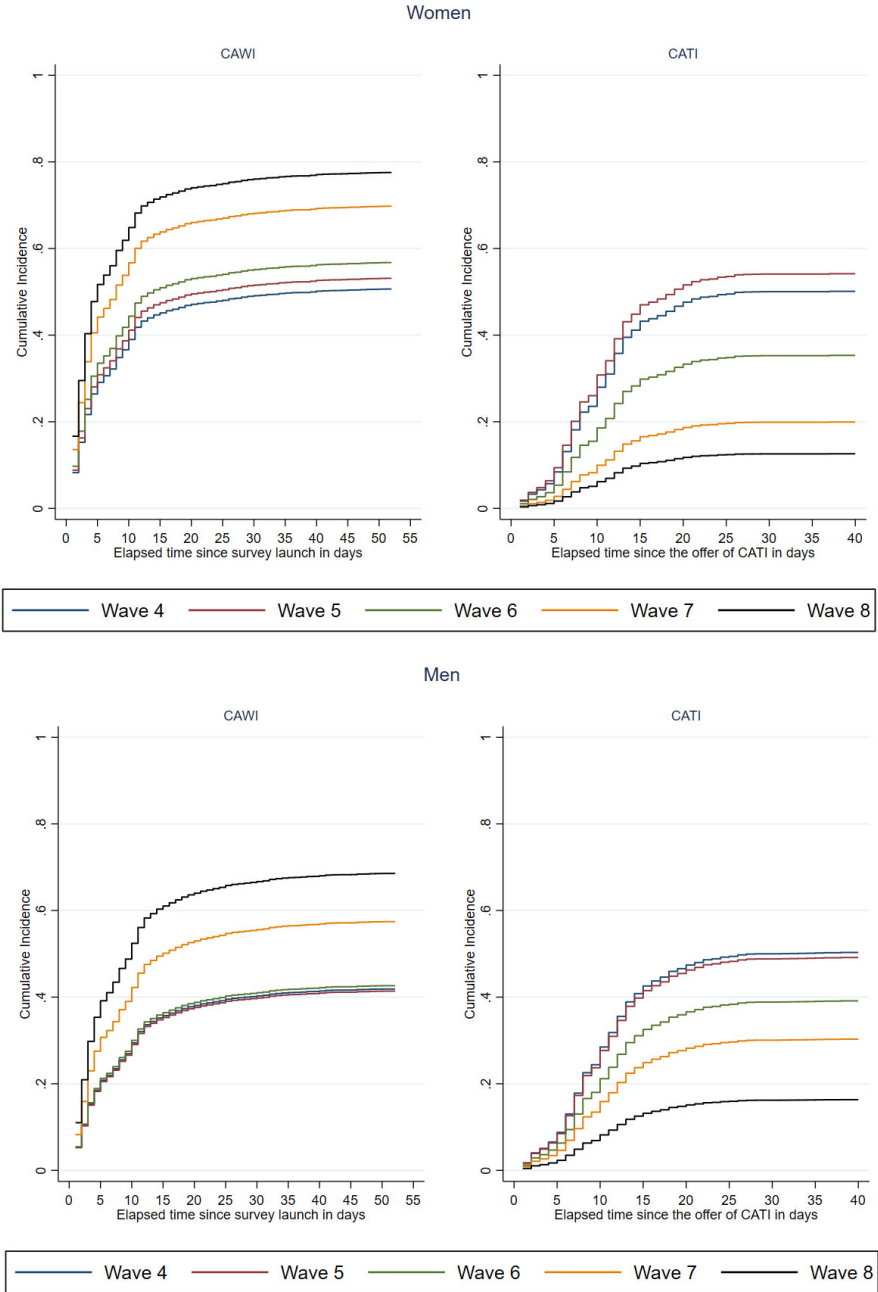 Women
CAWI
CATI
Cumulative Incidence
0
.2
.4
.6
.8
1
0 5 10 15 20 25 30 35 40 45 50 55
Elapsed time since survey launch in days
Cumulative Incidence
0
.2
.4
.6
.8
1
0 5 10 15 20 25 30 35 40
Elapsed time since the offer of CATI in days
Wave 4 Wave 5 Wave 6 Wave 7 Wave 8
Men
CAWI
CATI
Cumulative Incidence
0
.2
.4
.6
.8
1
0 5 10 15 20 25 30 35 40 45 50 55
Elapsed time since survey launch in days
Cumulative Incidence
0
.2
.4
.6
.8
1
0 5 10 15 20 25 30 35 40
Elapsed time since the offer of CATI in days
Wave 4 Wave 5 Wave 6 Wave 7 Wave 8